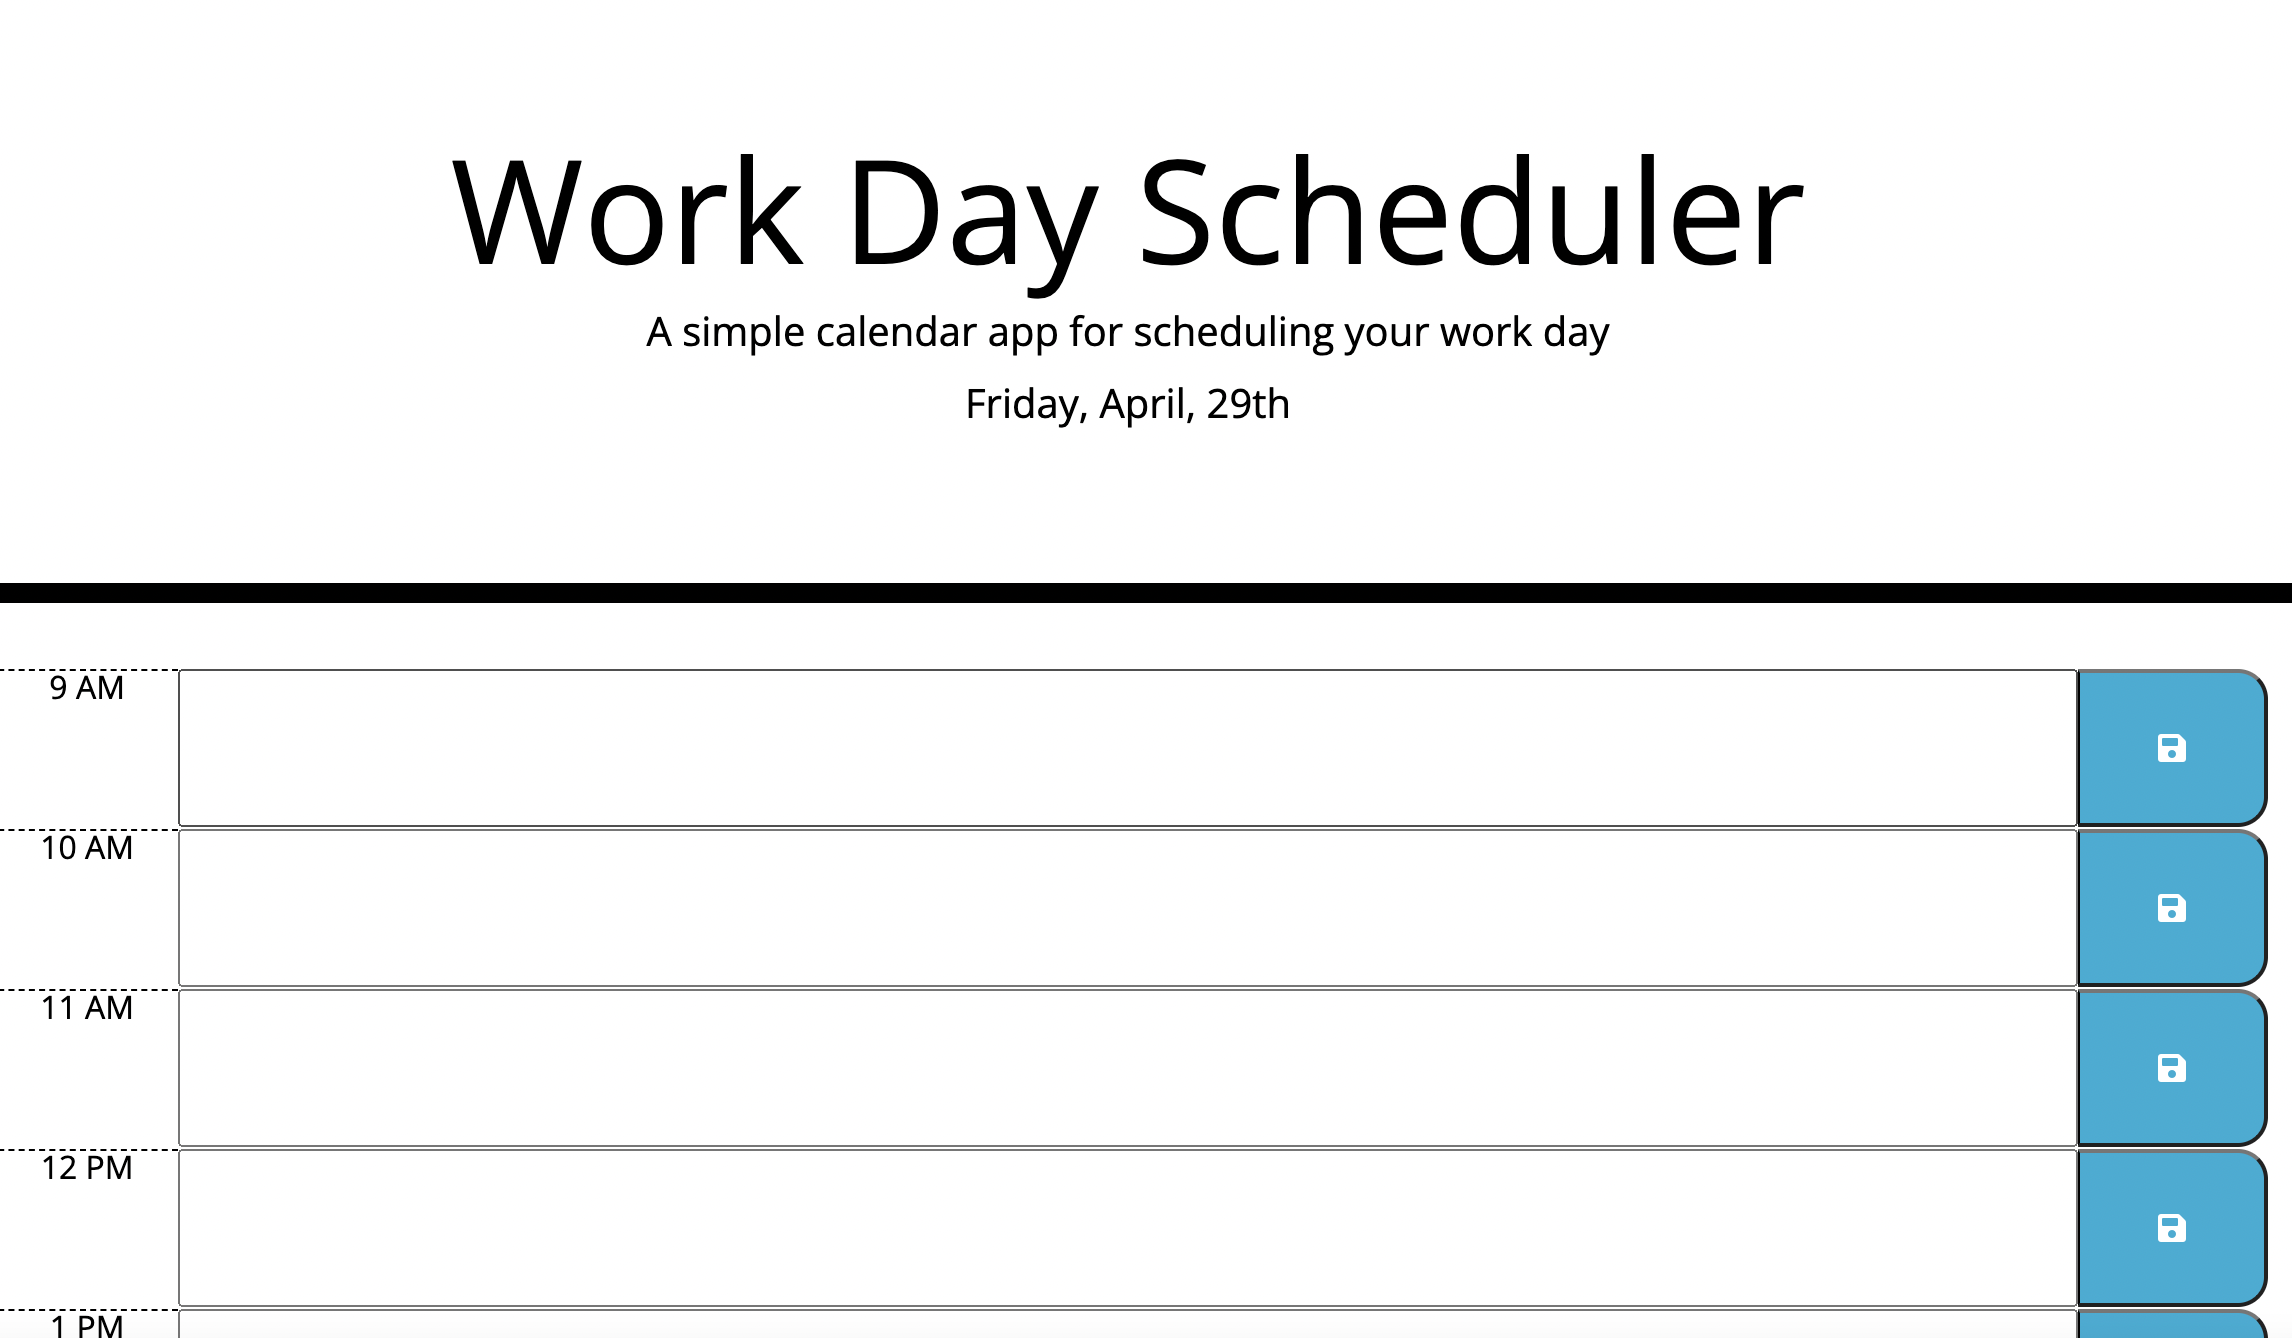 Work Day Scheduler
A simple calendar app for scheduling your work day
Friday, April, 29th
9 AM
10 AM
11 AM
12 PM
1 PM